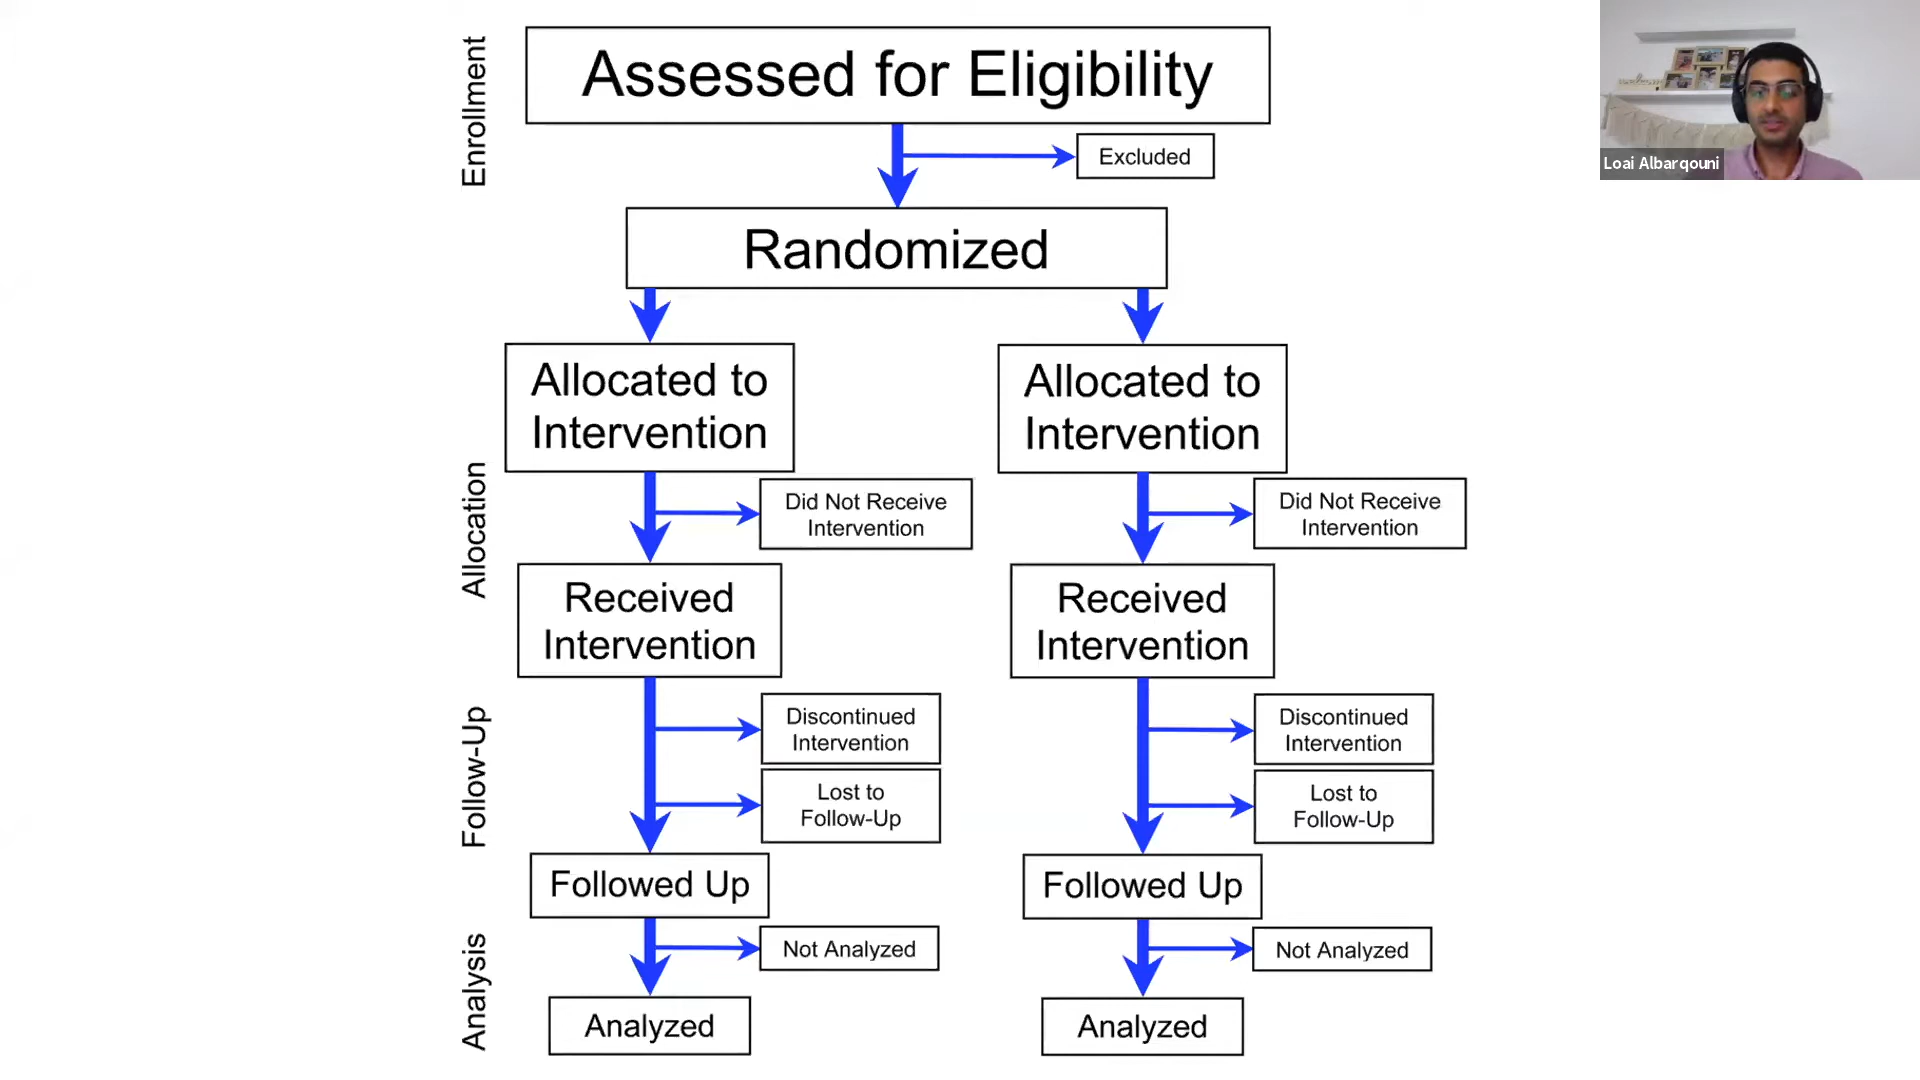 Enrollment
Assessed for Eligibility
Excluded
Randomized
Allocation
Allocated to
Intervention
Allocated to
Intervention
Did Not Receive
Intervention
Did Not Receive
Intervention
Received
Intervention
Received
Intervention
Follow-Up
Discontinued
Intervention
Discontinued
Intervention
Lost to
Follow-Up
Lost to
Follow-Up
Followed Up
Followed Up
Analysis
Not Analyzed
Not Analyzed
Analyzed
Analyzed
Loai Albarqouni